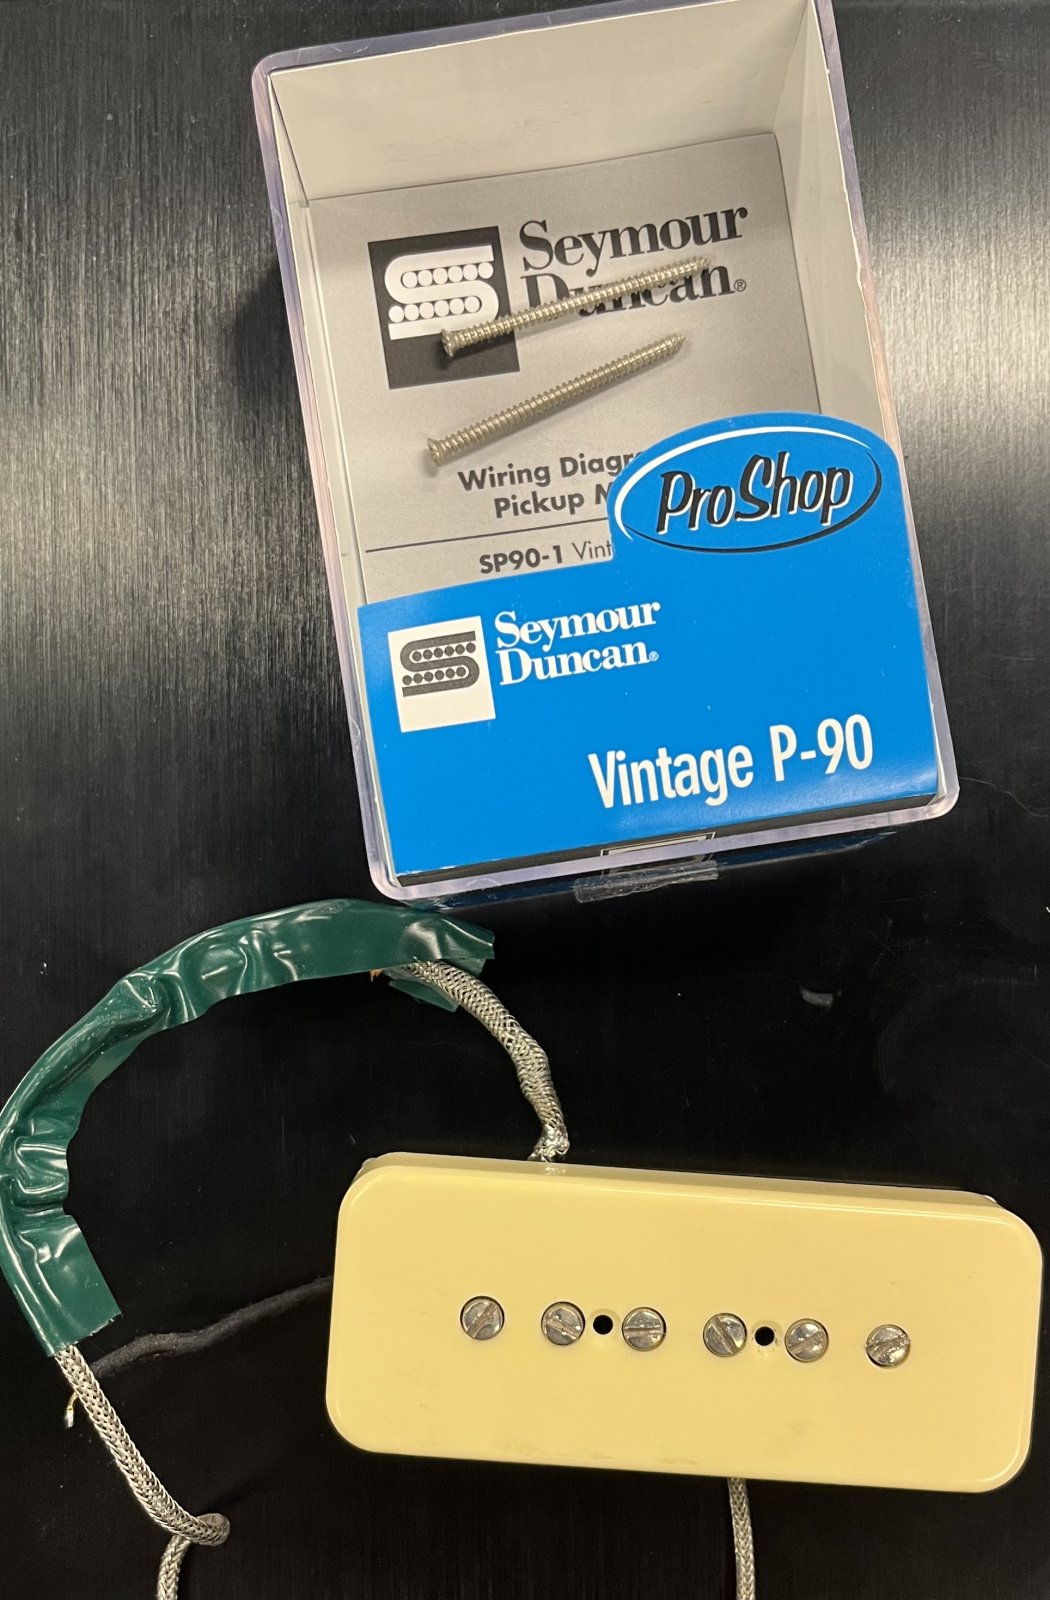 Seymour
Duncan®
Wiring Diagr
Pickup M
SP90-1 Vint
ProShop
Seymour
Duncan®
Vintage P-90